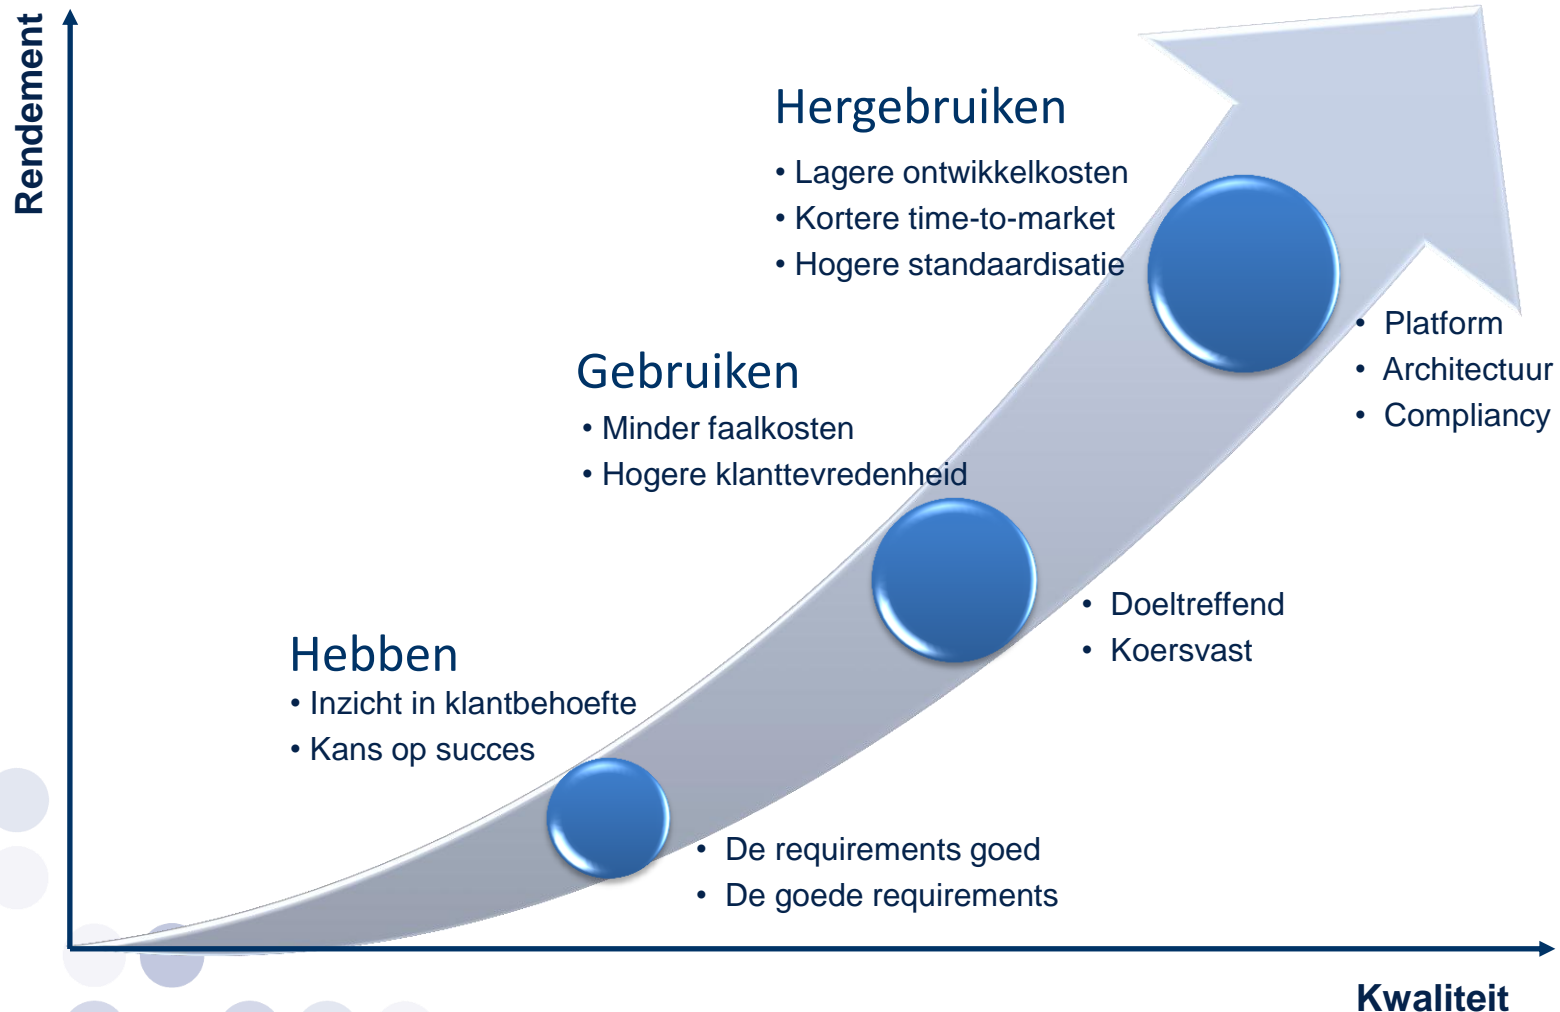 Rendement
Hergebruiken
• Lagere ontwikkelkosten
• Kortere time-to-market
• Hogere standaardisatie
• Platform
• Architectuur
• Compliancy
Gebruiken
• Minder faalkosten
• Hogere klanttevredenheid
• Doeltreffend
• Koersvast
Hebben
• Inzicht in klantbehoefte
• Kans op succes
• De requirements goed
• De goede requirements
Kwaliteit